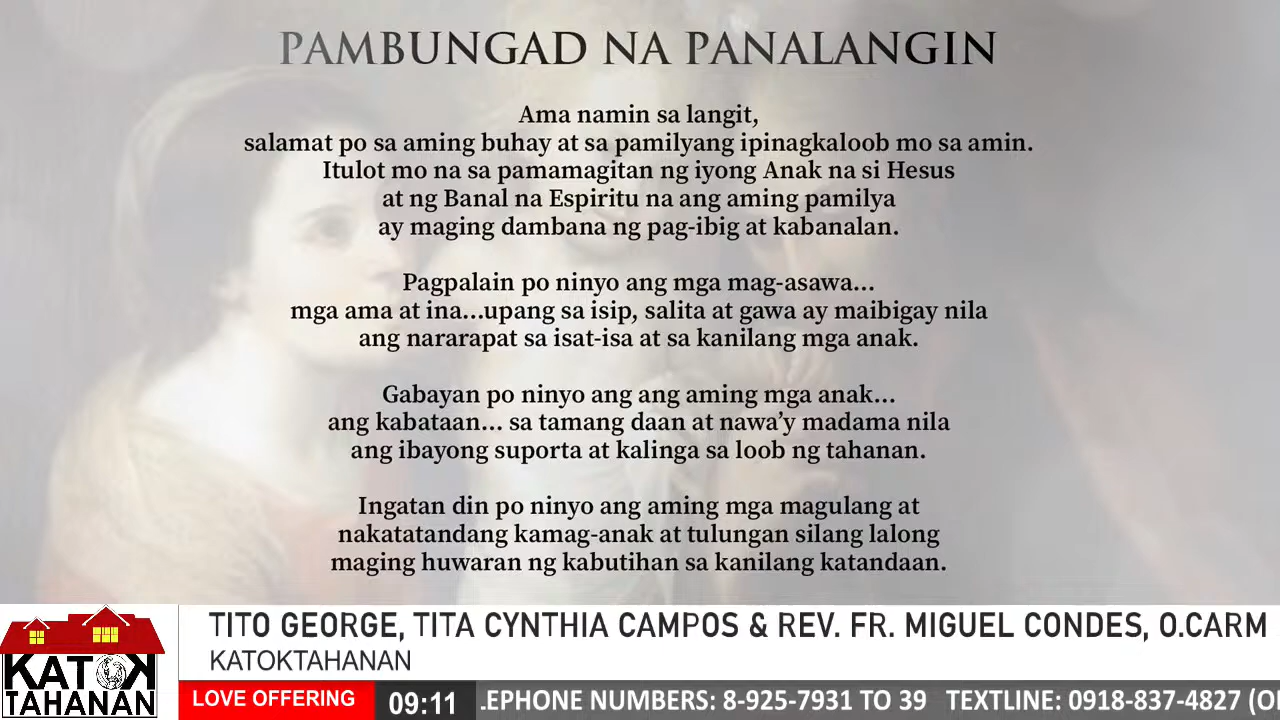 PAMBUNGAD NA PANALANGIN
Ama namin sa langit,
salamat po sa aming buhay at sa pamilyang ipinagkaloob mo sa amin.
Itulot mo na sa pamamagitan ng iyong Anak na si Hesus
at ng Banal na Espiritu na ang aming pamilya
ay maging dambana ng pag-ibig at kabanalan.
Pagpalain po ninyo ang mga mag-asawa...
mga ama at ina...upang sa isip, salita at gawa ay maibigay nila
ang nararapat sa isat-isa at sa kanilang mga anak.
Gabayan po ninyo ang ang aming mga anak...
ang kabataan... sa tamang daan at nawa’y madama nila
ang ibayong suporta at kalinga sa loob ng tahanan.
Ingatan din po ninyo ang aming mga magulang at
nakatatandang kamag-anak at tulungan silang lalong
maging huwaran ng kabutihan sa kanilang katandaan.
TITO GEORGE, TITA CYNTHIA CAMPOS & REV. FR. MIGUEL CONDES, O.CARM
KATOKTAHANAN
KATOK
TAHANAN
LOVE OFFERING
09:11
.EPHONE NUMBERS: 8-925-7931 TO 39 TEXTLINE: 0918-837-4827 (OI